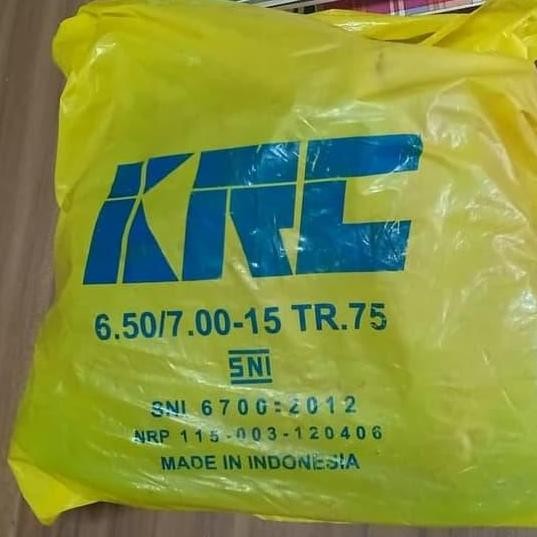 KRC
6.50/7.00-15 TR.75
SNI
SNI 6700:2012
NRP 115-003-120406
MADE IN INDONESIA